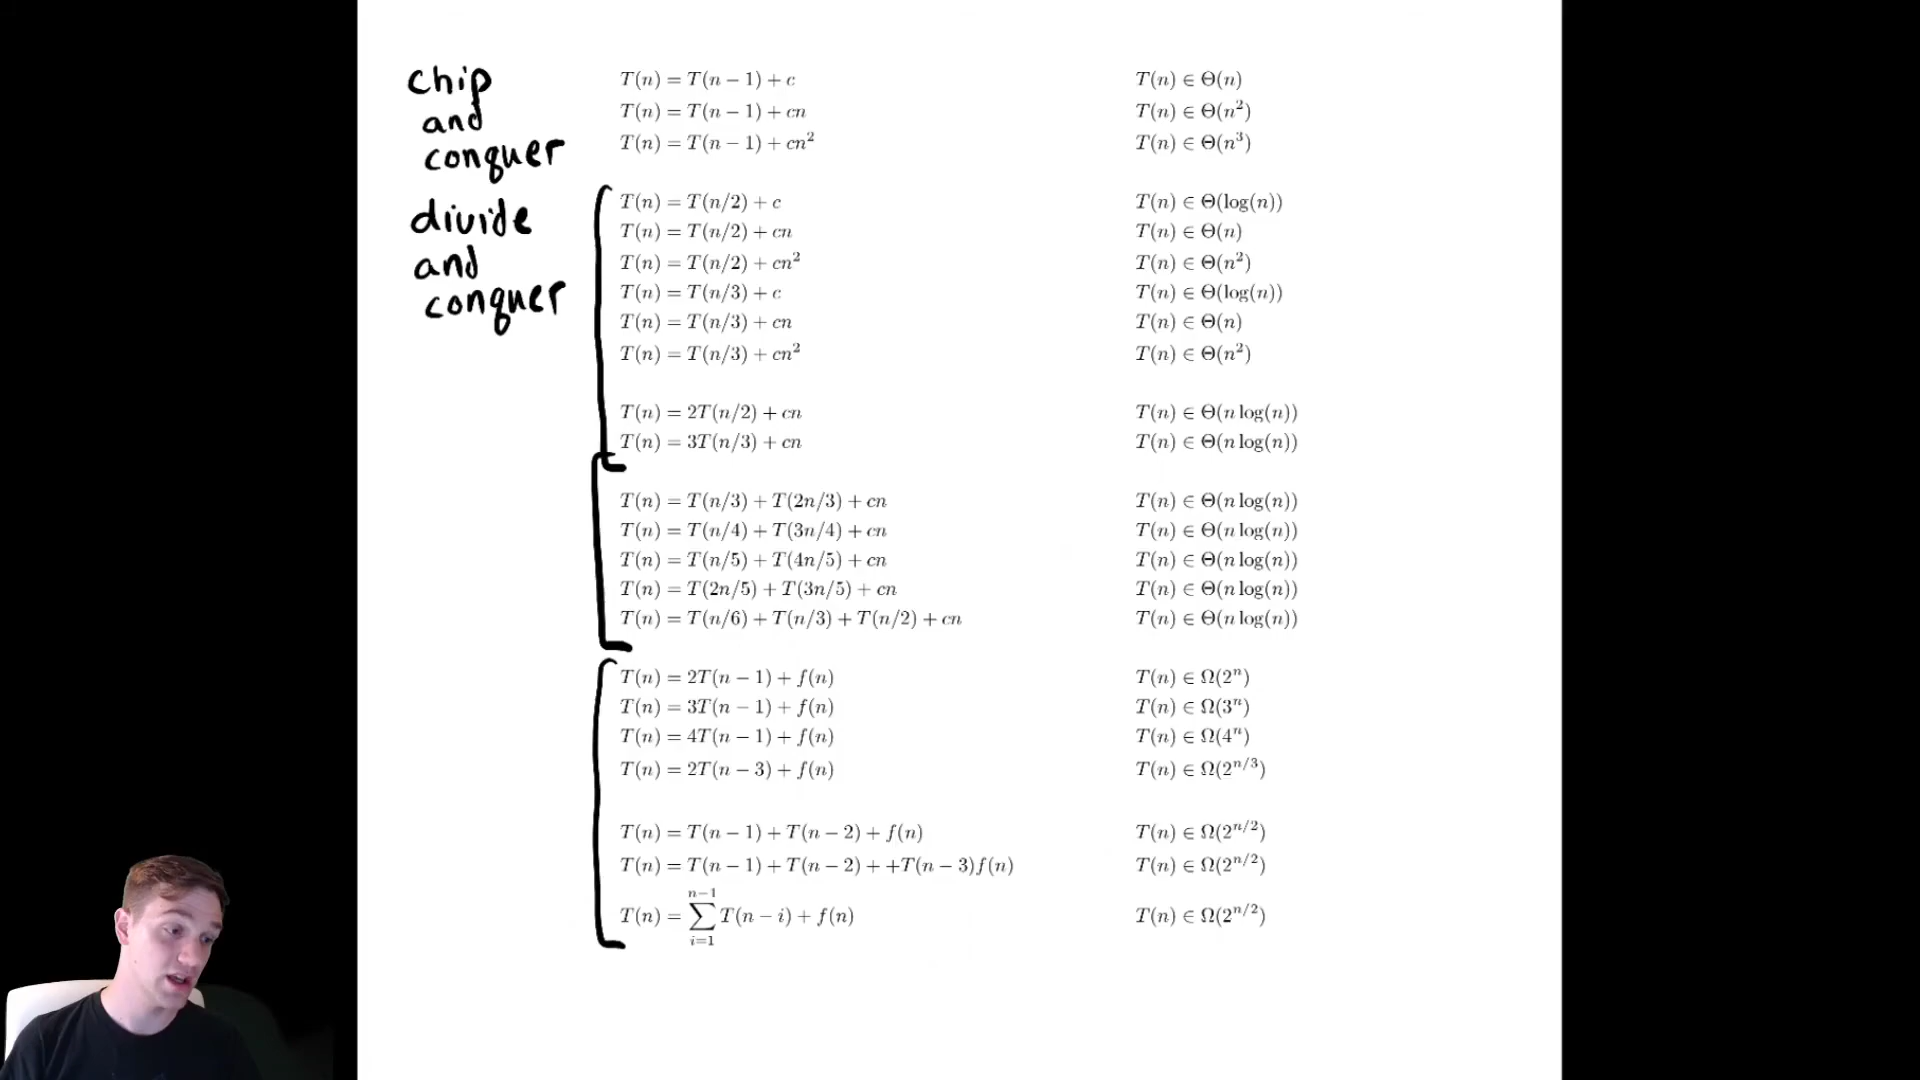 chip
and
conquer
T(n) = T(n − 1) + c T(n) ∈ Θ(n)
T(n) = T(n − 1) + cn T(n) ∈ Θ(n²)
T(n) = T(n − 1) + cn² T(n) ∈ Θ(n³)
divide
and
conquer
T(n) = T(n/2) + c T(n) ∈ Θ(log(n))
T(n) = T(n/2) + cn T(n) ∈ Θ(n)
T(n) = T(n/2) + cn² T(n) ∈ Θ(n²)
T(n) = T(n/3) + c T(n) ∈ Θ(log(n))
T(n) = T(n/3) + cn T(n) ∈ Θ(n)
T(n) = T(n/3) + cn² T(n) ∈ Θ(n²)
T(n) = 2T(n/2) + cn T(n) ∈ Θ(n log(n))
T(n) = 3T(n/3) + cn T(n) ∈ Θ(n log(n))
T(n) = T(n/3) + T(2n/3) + cn T(n) ∈ Θ(n log(n))
T(n) = T(n/4) + T(3n/4) + cn T(n) ∈ Θ(n log(n))
T(n) = T(n/5) + T(4n/5) + cn T(n) ∈ Θ(n log(n))
T(n) = T(2n/5) + T(3n/5) + cn T(n) ∈ Θ(n log(n))
T(n) = T(n/6) + T(n/3) + T(n/2) + cn T(n) ∈ Θ(n log(n))
T(n) = 2T(n − 1) + f(n) T(n) ∈ Ω(2^n)
T(n) = 3T(n − 1) + f(n) T(n) ∈ Ω(3^n)
T(n) = 4T(n − 1) + f(n) T(n) ∈ Ω(4^n)
T(n) = 2T(n − 3) + f(n) T(n) ∈ Ω(2^{n/3})
T(n) = T(n − 1) + T(n − 2) + f(n) T(n) ∈ Ω(2^{n/2})
T(n) = T(n − 1) + T(n − 2) + +T(n − 3)f(n) T(n) ∈ Ω(2^{n/2})
T(n) = ∑_{i=1}^{n−1} T(n − i) + f(n) T(n) ∈ Ω(2^{n/2})